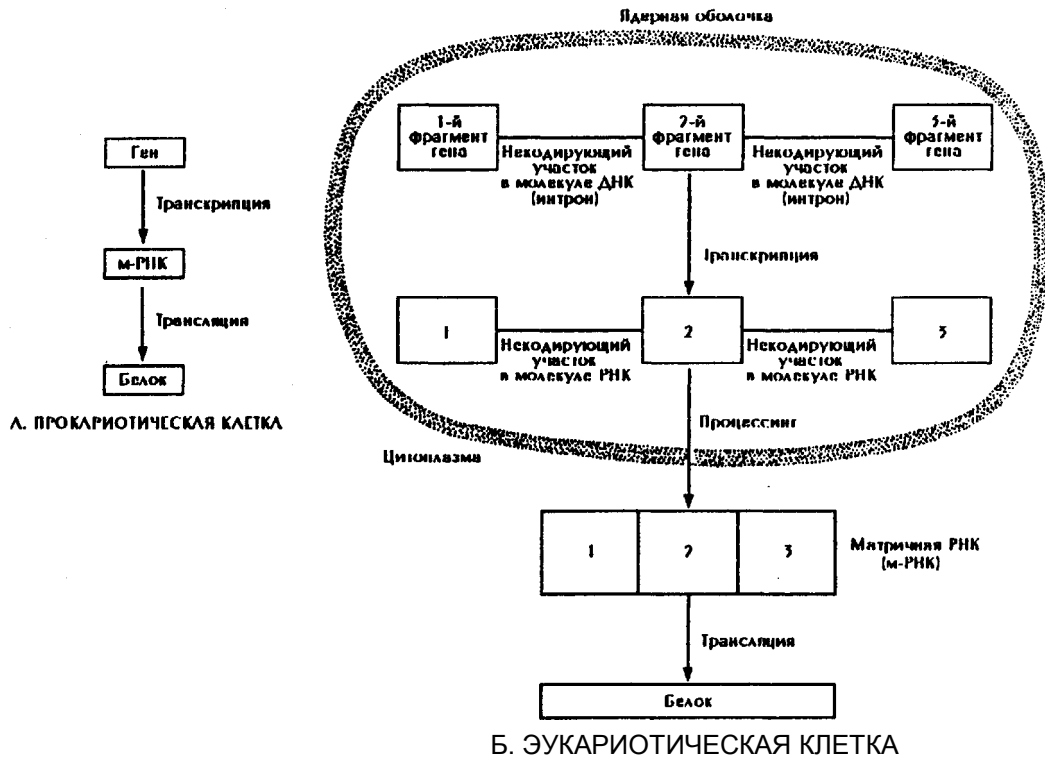 Ядерная оболочка
1-й
фрагмент
гена
Некодирующий
участок
в молекуле ДНК
(интрон)
2-й
фрагмент
гена
Некодирующий
участок
в молекуле ДНК
(интрон)
3-й
фрагмент
гена
Ген
Транскрипция
м-РНК
Трансляция
Белок
А. ПРОКАРИОТИЧЕСКАЯ КЛЕТКА
Транскрипция
1
Некодирующий
участок
в молекуле РНК
2
Некодирующий
участок
в молекуле РНК
3
Процессинг
Цитоплазма
1
2
3
Матричная РНК
(м-РНК)
Трансляция
Белок
Б. ЭУКАРИОТИЧЕСКАЯ КЛЕТКА